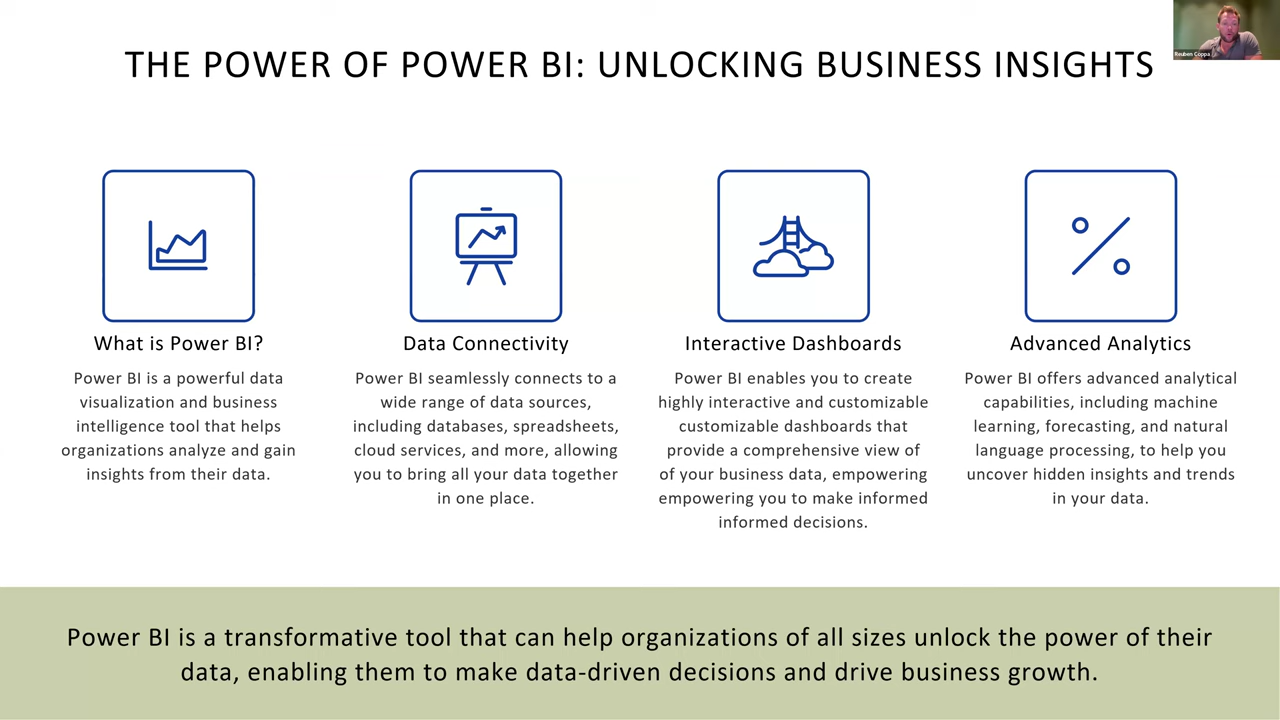 THE POWER OF POWER BI: UNLOCKING BUSINESS INSIGHTS
Reuben Coppa
What is Power BI?
Power BI is a powerful data
visualization and business
intelligence tool that helps
organizations analyze and gain
insights from their data.
Data Connectivity
Power BI seamlessly connects to a
wide range of data sources,
including databases, spreadsheets,
cloud services, and more, allowing
you to bring all your data together
in one place.
Interactive Dashboards
Power BI enables you to create
highly interactive and customizable
customizable dashboards that
provide a comprehensive view of
of your business data, empowering
empowering you to make informed
informed decisions.
Advanced Analytics
Power BI offers advanced analytical
capabilities, including machine
learning, forecasting, and natural
language processing, to help you
uncover hidden insights and trends
in your data.
Power BI is a transformative tool that can help organizations of all sizes unlock the power of their
data, enabling them to make data-driven decisions and drive business growth.